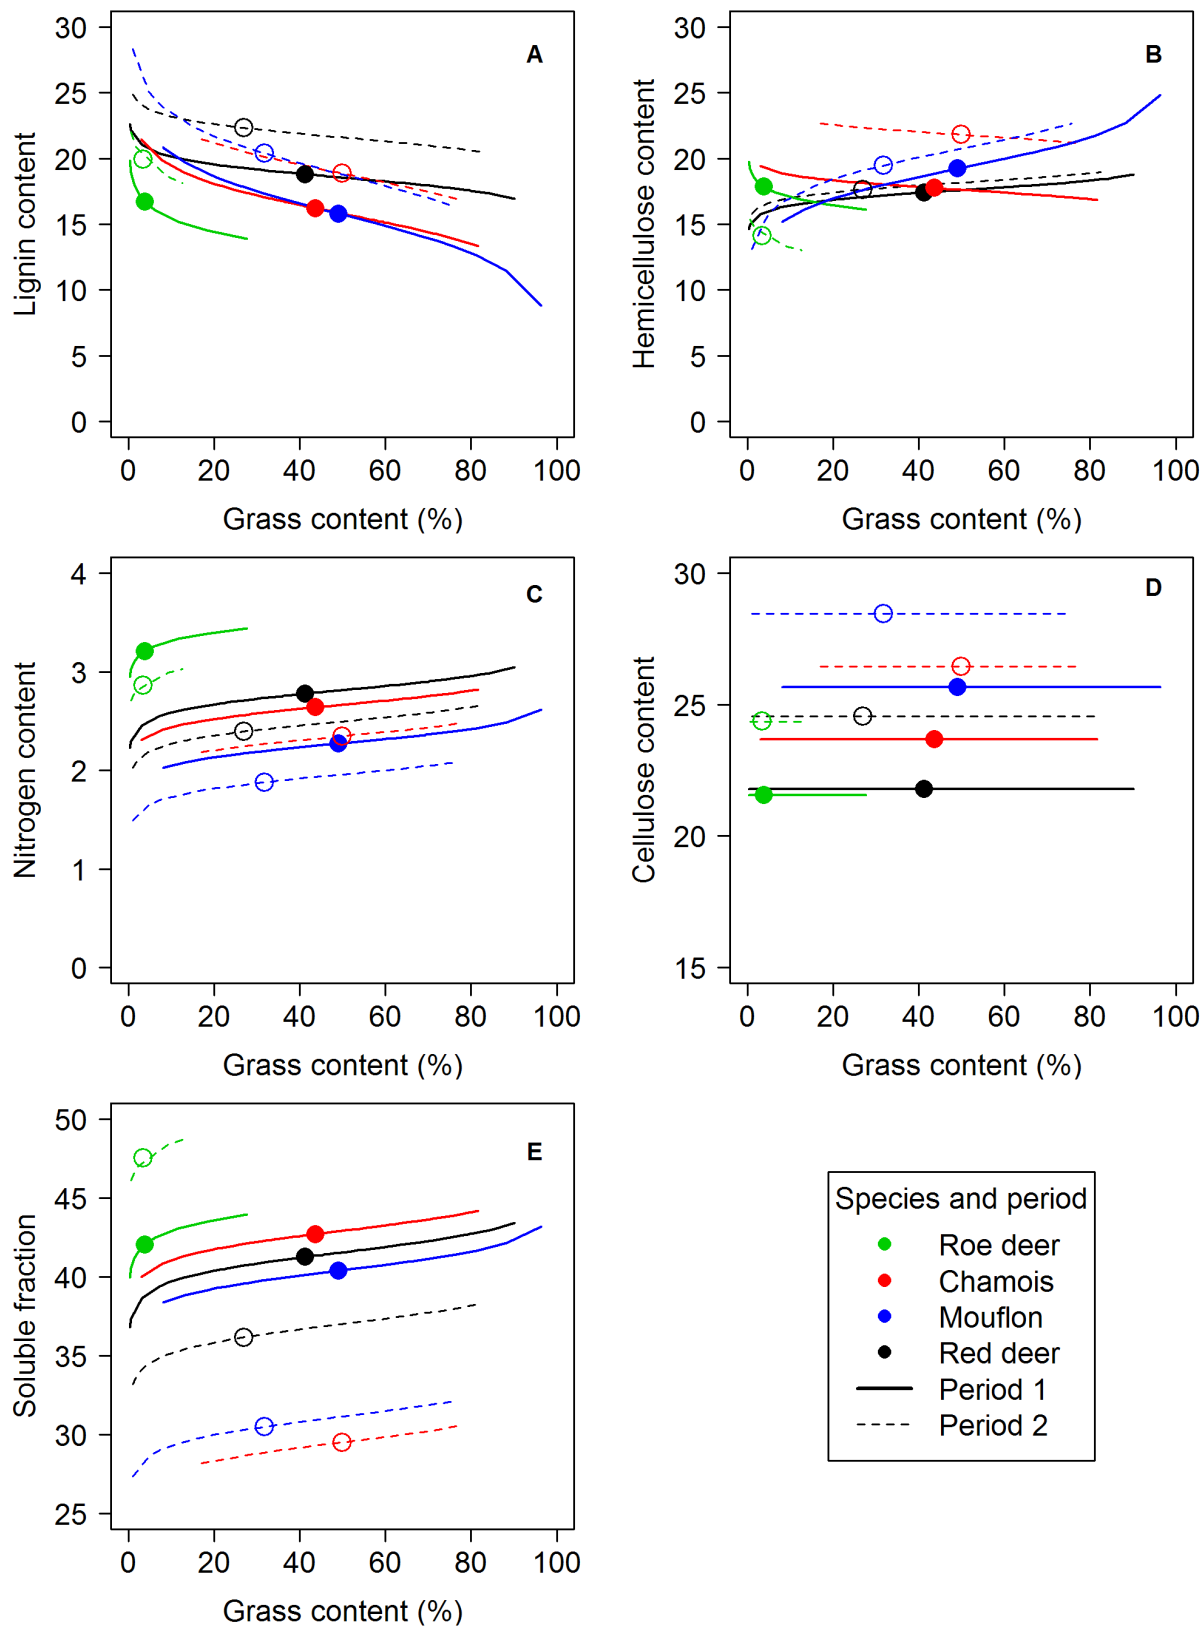 A
Lignin content
30
25
20
15
10
5
0
0 20 40 60 80 100
Grass content (%)
B
Hemicellulose content
30
25
20
15
10
5
0
0 20 40 60 80 100
Grass content (%)
C
Nitrogen content
4
3
2
1
0
0 20 40 60 80 100
Grass content (%)
D
Cellulose content
30
25
20
15
0 20 40 60 80 100
Grass content (%)
E
Soluble fraction
50
45
40
35
30
25
0 20 40 60 80 100
Grass content (%)
Species and period
Roe deer
Chamois
Mouflon
Red deer
Period 1
Period 2